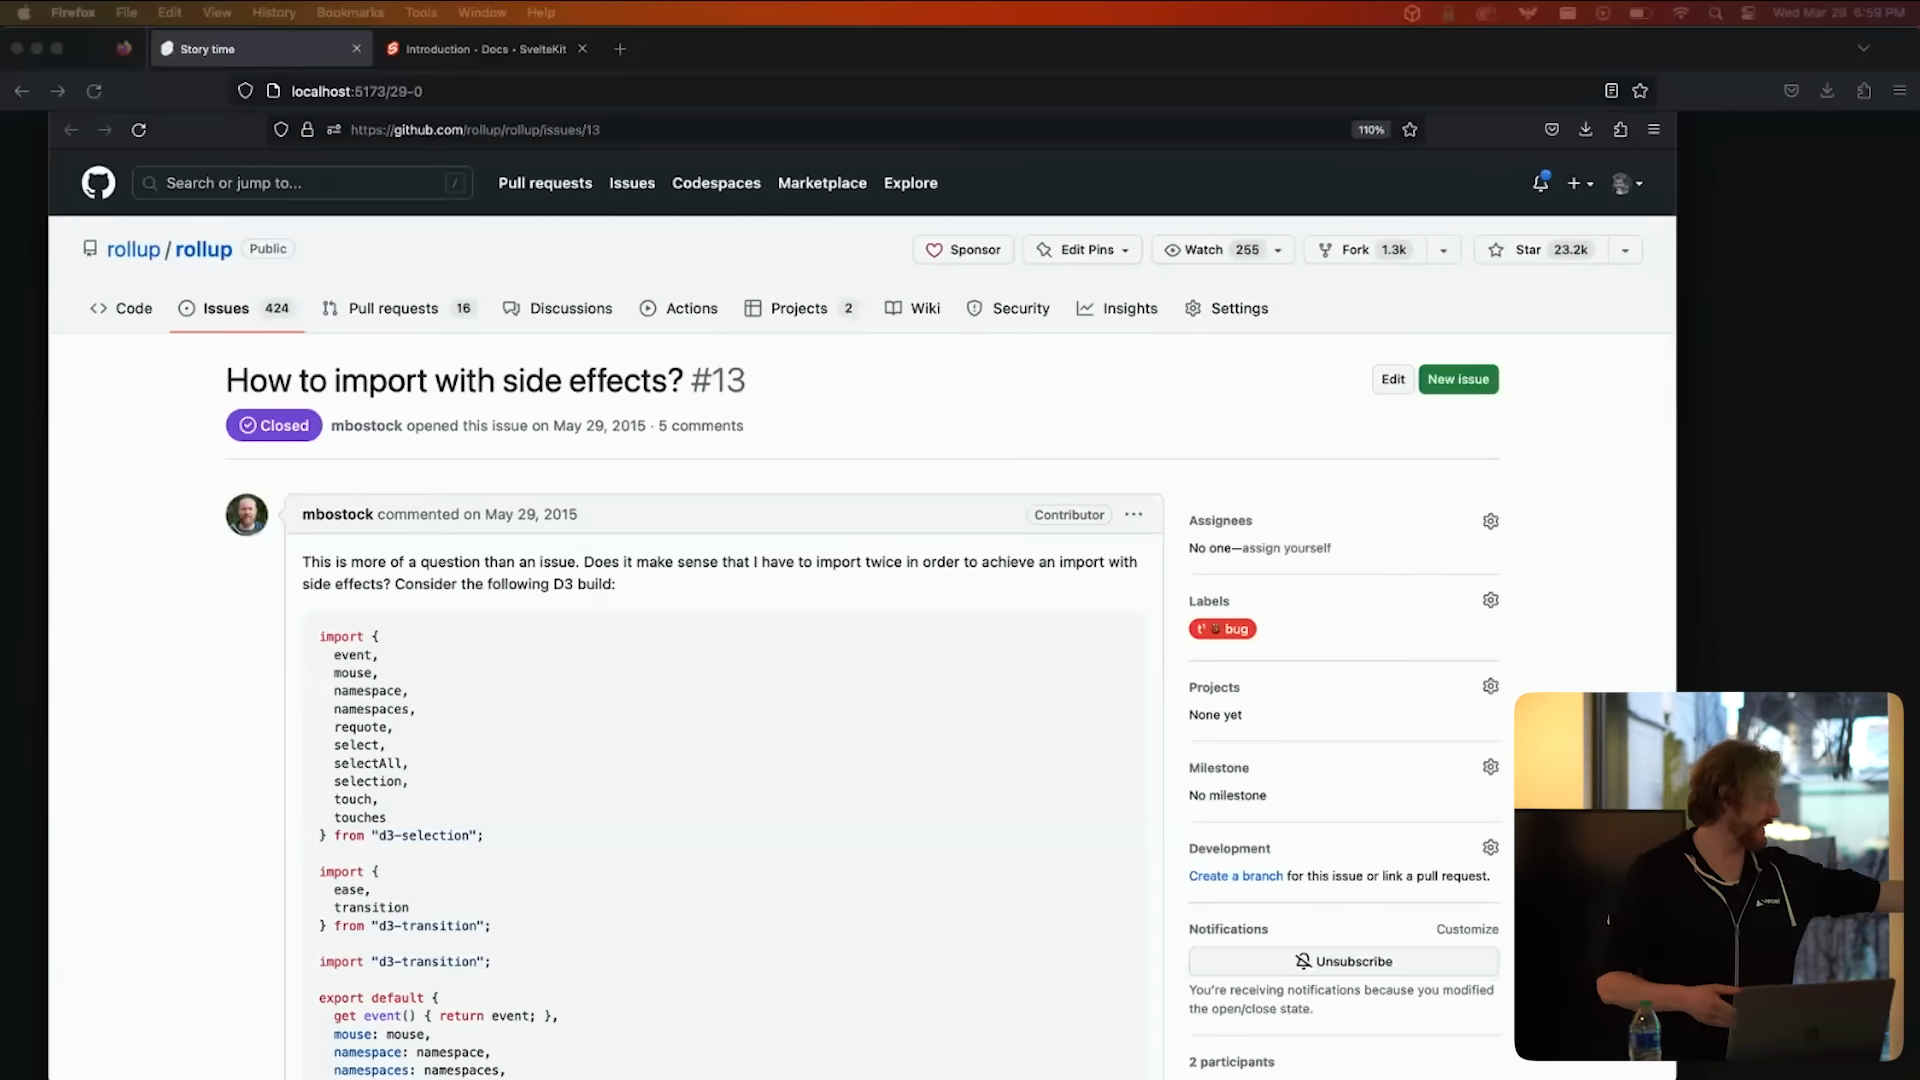 Firefox File Edit View History Bookmarks Tools Window Help
Wed Mar 29 6:59 PM
Story time
Introduction - Docs - SvelteKit
localhost:5173/29-0
https://github.com/rollup/rollup/issues/13
110%
Search or jump to... /
Pull requests Issues Codespaces Marketplace Explore
rollup / rollup Public
Sponsor Edit Pins Watch 255 Fork 1.3k Star 23.2k
Code Issues 424 Pull requests 16 Discussions Actions Projects 2 Wiki Security Insights Settings
How to import with side effects? #13
Edit New issue
Closed mbostock opened this issue on May 29, 2015 · 5 comments
mbostock commented on May 29, 2015
Contributor ···
This is more of a question than an issue. Does it make sense that I have to import twice in order to achieve an import with
side effects? Consider the following D3 build:
import {
event,
mouse,
namespace,
namespaces,
requote,
select,
selectAll,
selection,
touch,
touches
} from "d3-selection";
import {
ease,
transition
} from "d3-transition";
import "d3-transition";
export default {
get event() { return event; },
mouse: mouse,
namespace: namespace,
namespaces: namespaces,
Assignees
No one—assign yourself
Labels
bug
Projects
None yet
Milestone
No milestone
Development
Create a branch for this issue or link a pull request.
Notifications Customize
Unsubscribe
You're receiving notifications because you modified
the open/close state.
2 participants